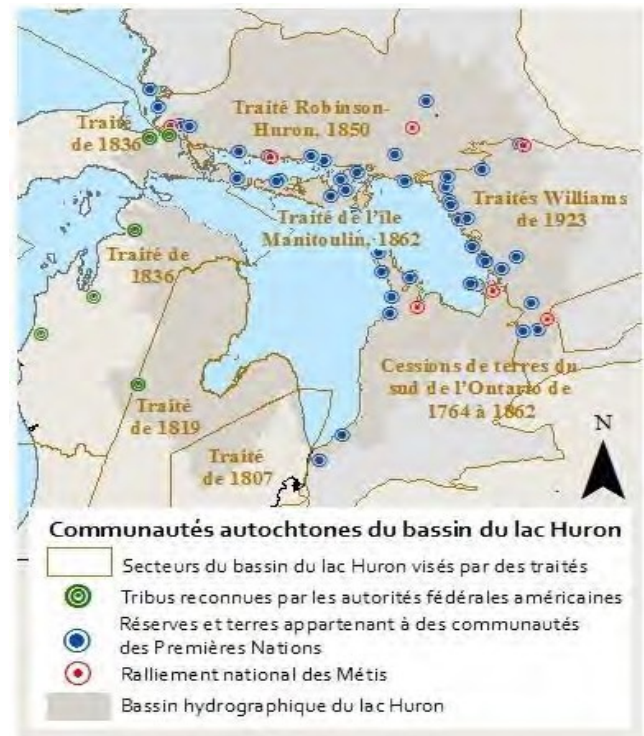 Traité Robinson-
Huron, 1850
Traité
de 1836
Traités Williams
de 1923
Traité de l'île
Manitoulin, 1862
Traité de
1836
Cessions de terres du
sud de l'Ontario de
1764 à 1862
Traité
de 1819
Traité
de 1807
N
Communautés autochtones du bassin du lac Huron
Secteurs du bassin du lac Huron visés par des traités
Tribus reconnues par les autorités fédérales américaines
Réserves et terres appartenant à des communautés
des Premières Nations
Ralliement national des Métis
Bassin hydrographique du lac Huron